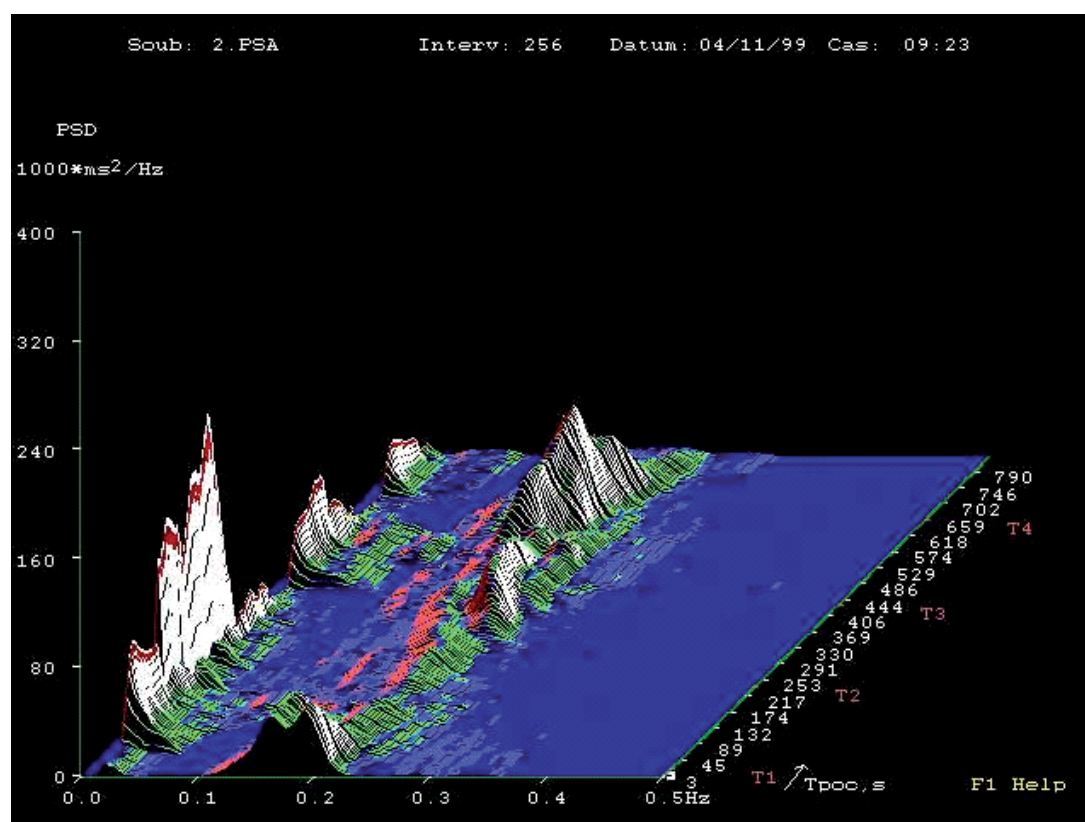 Soub: 2.PSA Interv: 256 Datum: 04/11/99 Cas: 09:23
PSD
1000*ms2/Hz
400
320
240
160
80
0
0.0 0.1 0.2 0.3 0.4 0.5Hz
790
746
702
659 T4
618
574
529
486
444 T3
406
369
330
291
253 T2
217
174
132
89
45
3 T1 Tpoc,s F1 Help